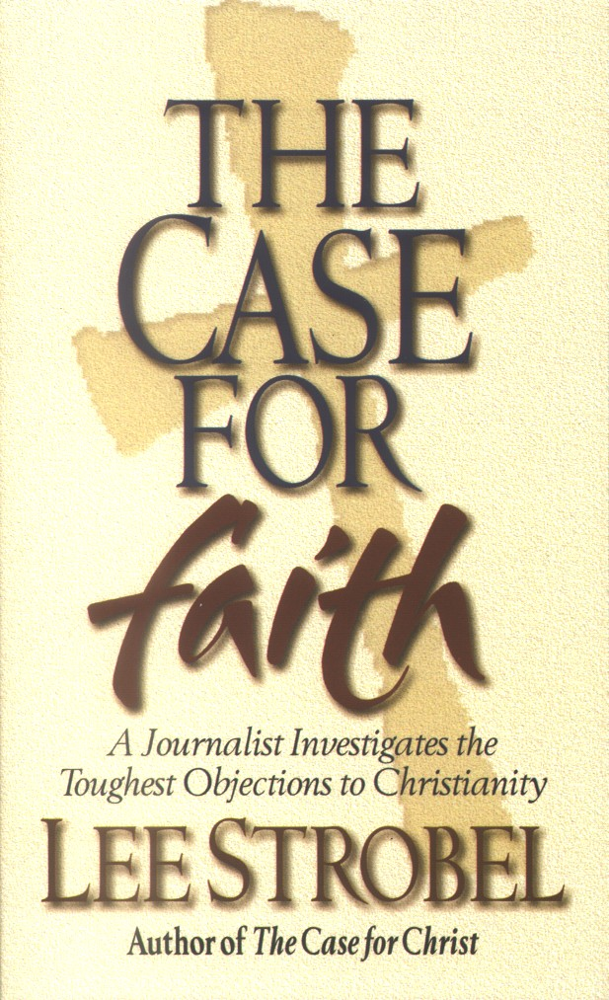 THE
CASE
FOR
faith
A Journalist Investigates the
Toughest Objections to Christianity
LEE STROBEL
Author of The Case for Christ